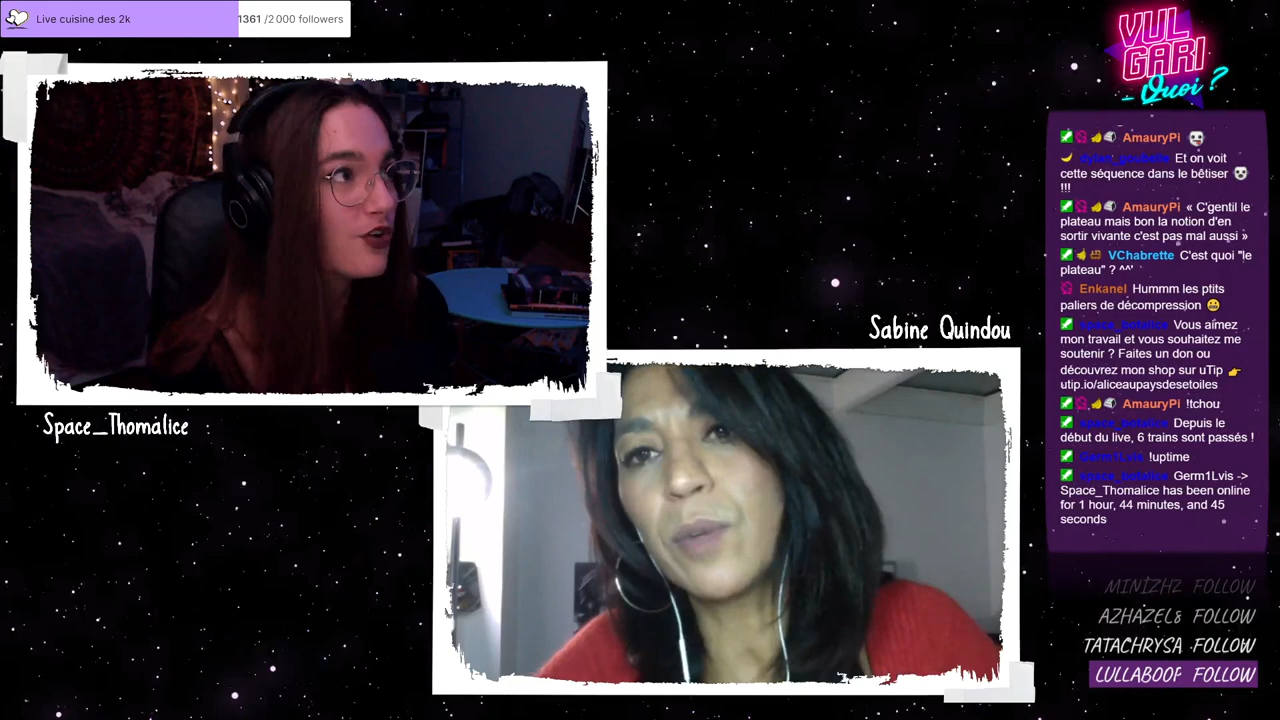 Live cuisine des 2k
1361 /2 000 followers
VUL
GARI
- Quoi ?
Space_Thomalice
Sabine Quindou
AmauryPi
Et on voit
cette séquence dans le bêtiser
!!!
AmauryPi « C'gentil le
plateau mais bon la notion d'en
sortir vivante c'est pas mal aussi »
VChabrette C'est quoi "le
plateau" ? ^^'
Enkanel Hummm les ptits
paliers de décompression
Vous aimez
mon travail et vous souhaitez me
soutenir ? Faites un don ou
découvrez mon shop sur uTip
utip.io/aliceaupaysdesetoiles
AmauryPi !tchou
Depuis le
début du live, 6 trains sont passés !
Germ1Lvis !uptime
Germ1Lvis ->
Space_Thomalice has been online
for 1 hour, 44 minutes, and 45
seconds
MINIZHZ FOLLOW
AZHAZEL8 FOLLOW
TATACHRYSA FOLLOW
LULLABOOF FOLLOW